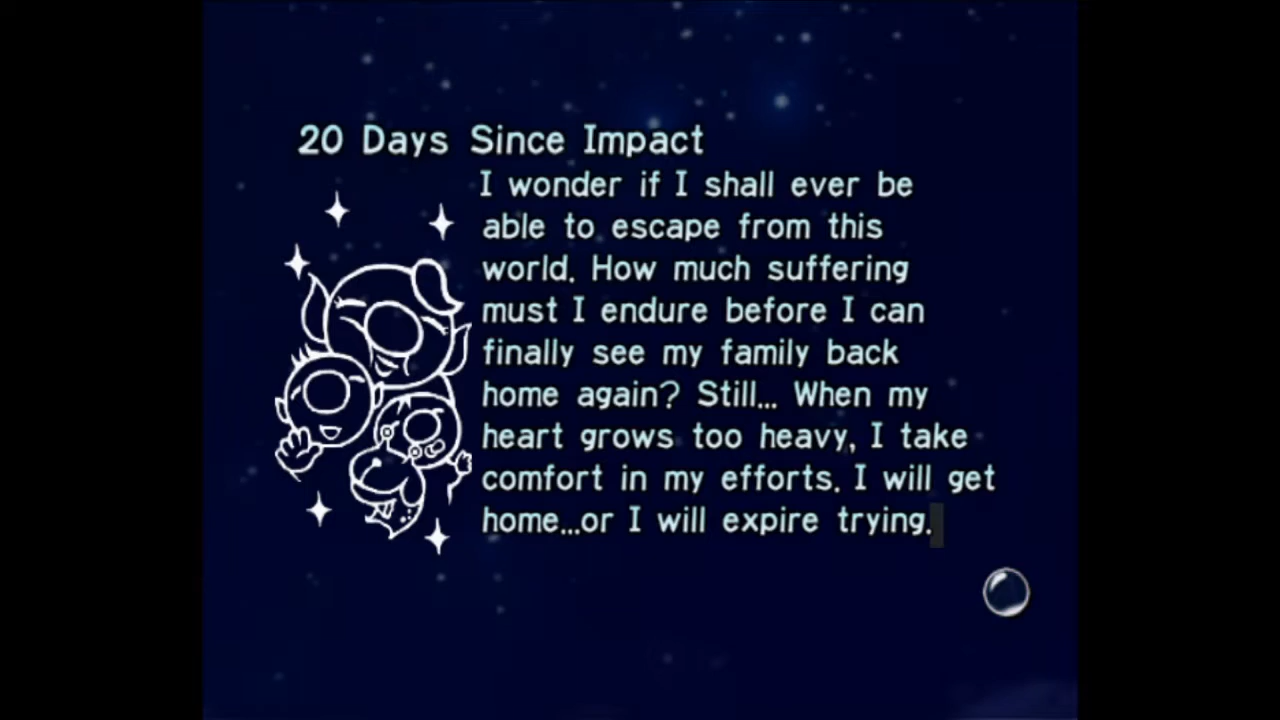 20 Days Since Impact
I wonder if I shall ever be
able to escape from this
world. How much suffering
must I endure before I can
finally see my family back
home again? Still... When my
heart grows too heavy, I take
comfort in my efforts. I will get
home...or I will expire trying.